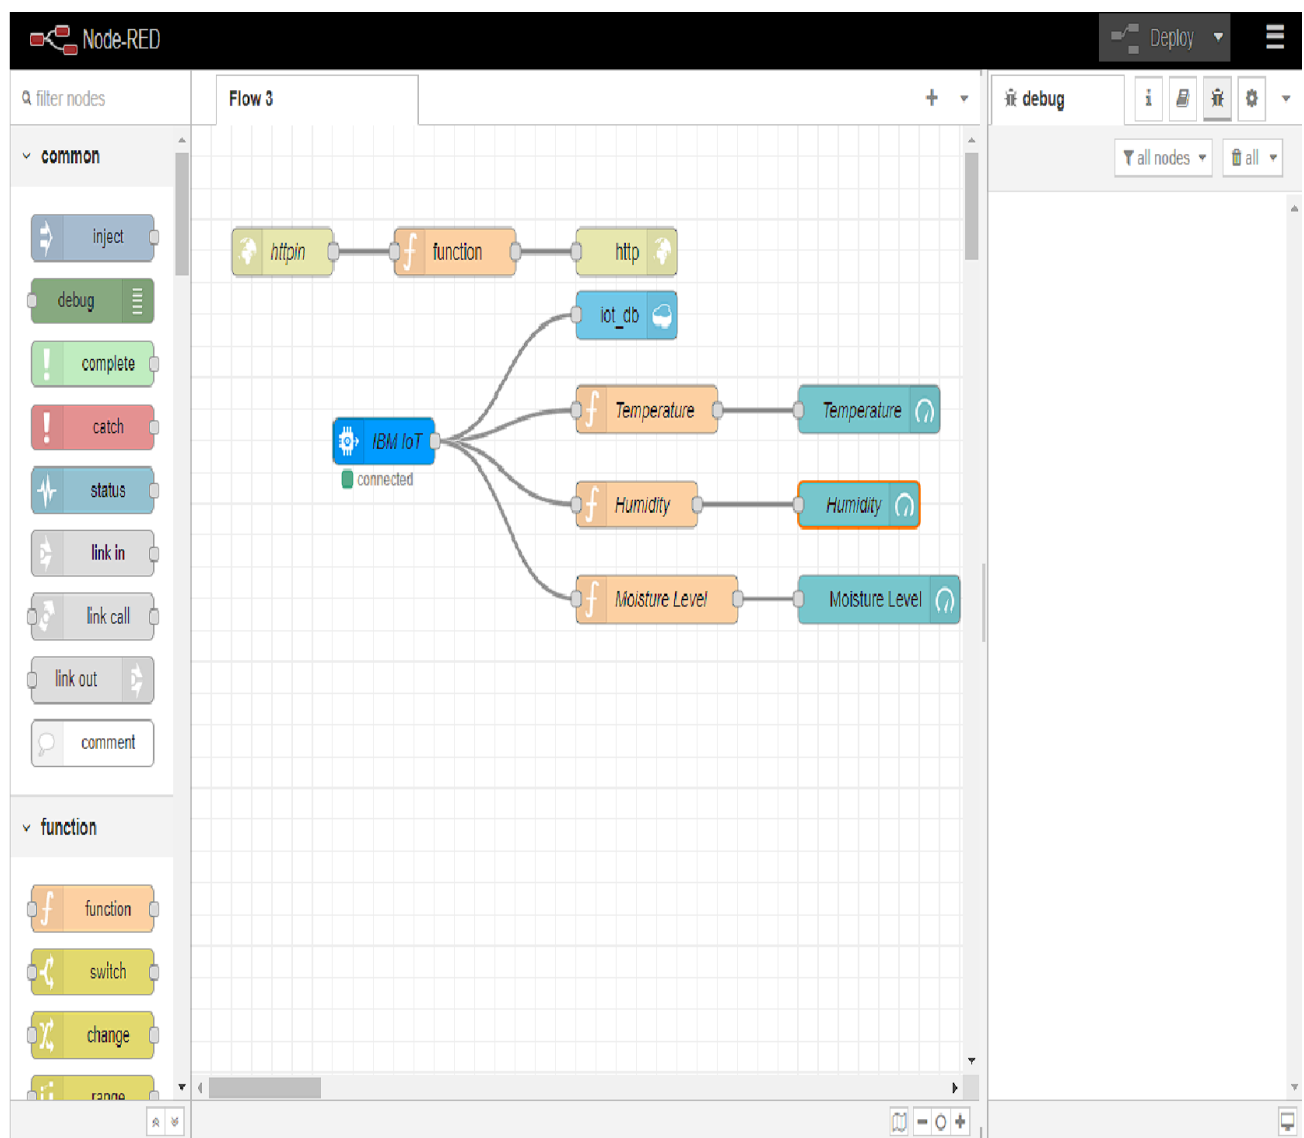 Node-RED
Deploy
filter nodes
Flow 3
debug
i
all nodes
all
common
inject
debug
complete
catch
status
link in
link call
link out
comment
function
function
switch
change
range
httpin
function
http
iot_db
IBM IoT
connected
Temperature
Temperature
Humidity
Humidity
Moisture Level
Moisture Level